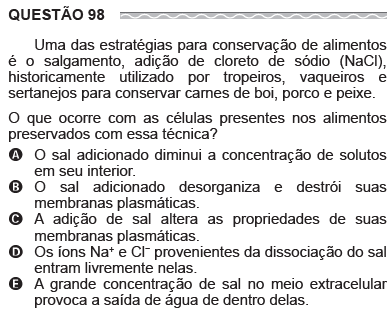 QUESTÃO 98
Uma das estratégias para conservação de alimentos
é o salgamento, adição de cloreto de sódio (NaCl),
historicamente utilizado por tropeiros, vaqueiros e
sertanejos para conservar carnes de boi, porco e peixe.
O que ocorre com as células presentes nos alimentos
preservados com essa técnica?
A O sal adicionado diminui a concentração de solutos
em seu interior.
B O sal adicionado desorganiza e destrói suas
membranas plasmáticas.
C A adição de sal altera as propriedades de suas
membranas plasmáticas.
D Os íons Na⁺ e Cl⁻ provenientes da dissociação do sal
entram livremente nelas.
E A grande concentração de sal no meio extracelular
provoca a saída de água de dentro delas.